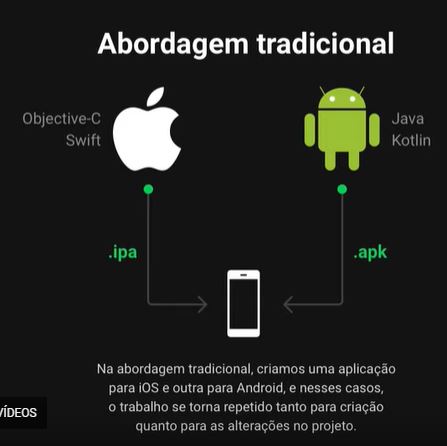 Abordagem tradicional
Objective-C
Swift
Java
Kotlin
.ipa
.apk
Na abordagem tradicional, criamos uma aplicação
para iOS e outra para Android, e nesses casos,
o trabalho se torna repetido tanto para criação
quanto para as alterações no projeto.
VÍDEOS